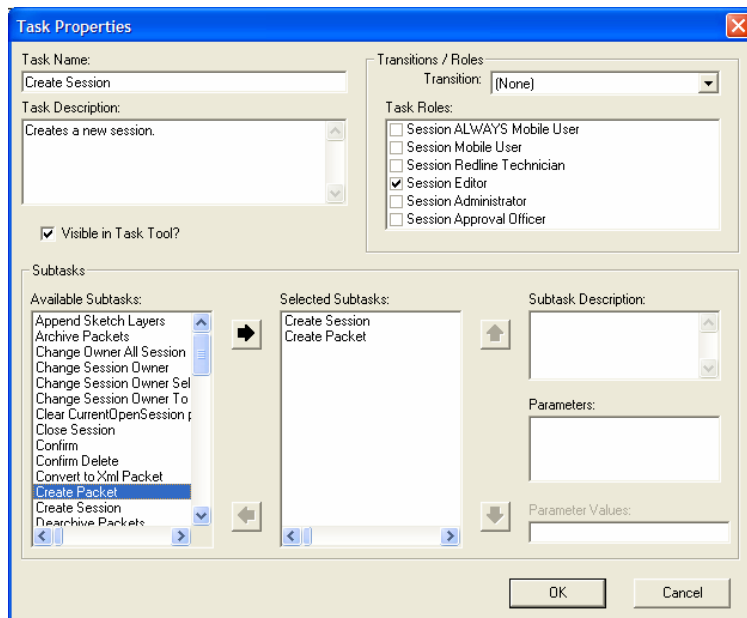 Task Properties
Task Name:
Create Session
Task Description:
Creates a new session.
Visible in Task Tool?
Transitions / Roles
Transition: (None)
Task Roles:
Session ALWAYS Mobile User
Session Mobile User
Session Redline Technician
Session Editor
Session Administrator
Session Approval Officer
Subtasks
Available Subtasks:
Append Sketch Layers
Archive Packets
Change Owner All Session
Change Session Owner
Change Session Owner Sel
Change Session Owner To
Clear CurrentOpenSession p
Close Session
Confirm
Confirm Delete
Convert to Xml Packet
Create Packet
Create Session
Dearchive Packets
Selected Subtasks:
Create Session
Create Packet
Subtask Description:
Parameters:
Parameter Values:
OK
Cancel